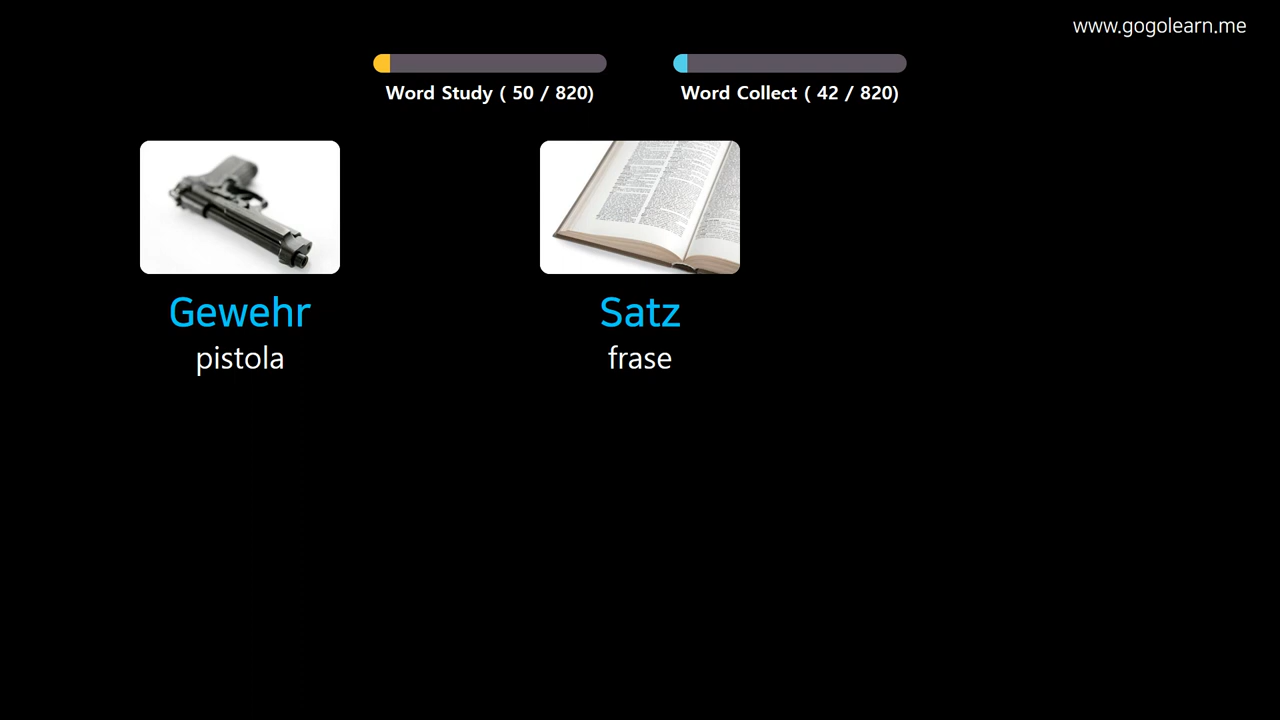 www.gogolearn.me
Word Study ( 50 / 820)
Word Collect ( 42 / 820)
Gewehr
pistola
Satz
frase